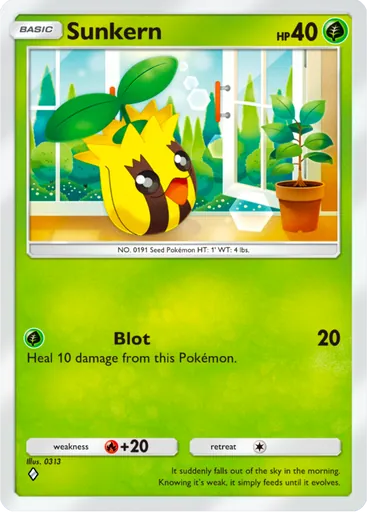 BASIC Sunkern HP 40
NO. 0191 Seed Pokémon HT: 1' WT: 4 lbs.
Blot 20
Heal 10 damage from this Pokémon.
weakness +20 retreat
Illus. 0313
It suddenly falls out of the sky in the morning.
Knowing it's weak, it simply feeds until it evolves.